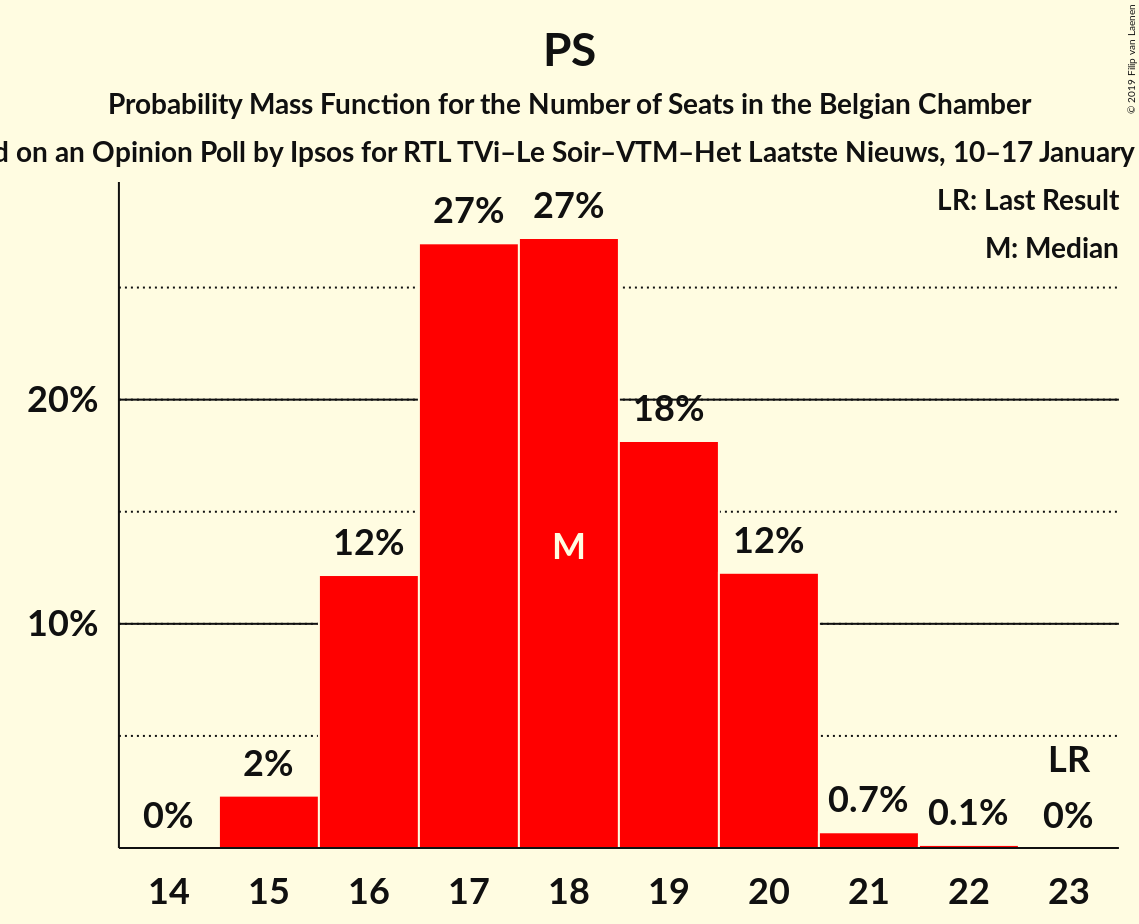 PS
Probability Mass Function for the Number of Seats in the Belgian Chamber
on an Opinion Poll by Ipsos for RTL TVi–Le Soir–VTM–Het Laatste Nieuws, 10–17 January
© 2019 Filip van Laenen
LR: Last Result
M: Median
27% 27%
20%
18%
M
12% 12%
10%
2%
LR
0% 0.7% 0.1% 0%
14 15 16 17 18 19 20 21 22 23